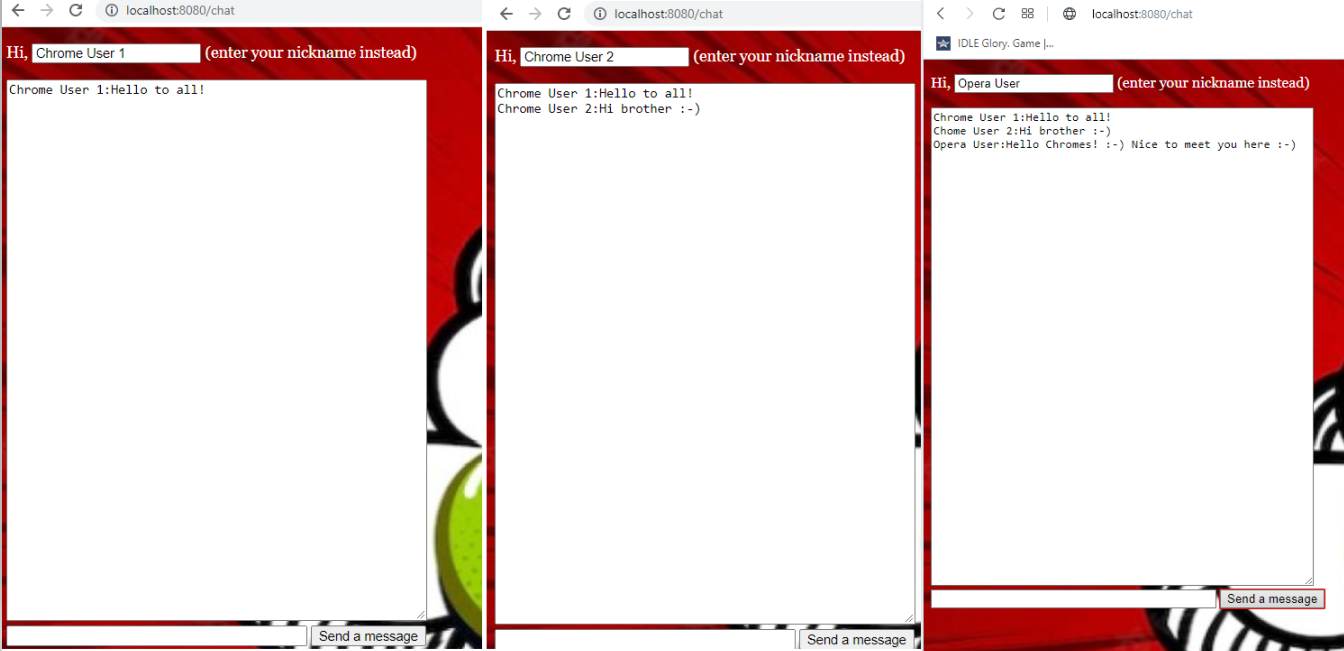 localhost:8080/chat
Hi, Chrome User 1 (enter your nickname instead)
Chrome User 1:Hello to all!
Send a message
localhost:8080/chat
Hi, Chrome User 2 (enter your nickname instead)
Chrome User 1:Hello to all!
Chrome User 2:Hi brother :-)
Send a message
localhost:8080/chat
IDLE Glory. Game |...
Hi, Opera User (enter your nickname instead)
Chrome User 1:Hello to all!
Chome User 2:Hi brother :-)
Opera User:Hello Chromes! :-) Nice to meet you here :-)
Send a message